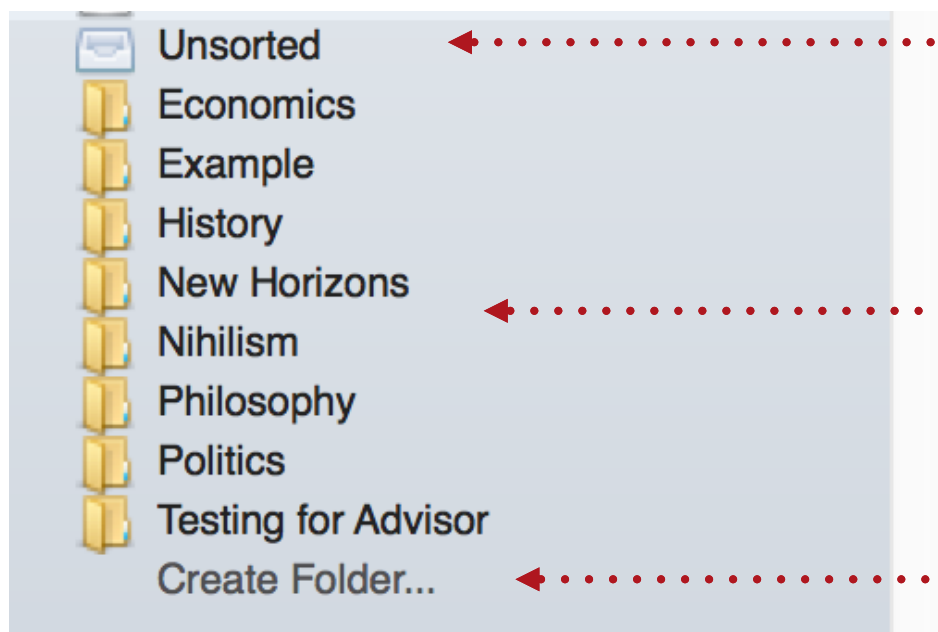 Unsorted
Economics
Example
History
New Horizons
Nihilism
Philosophy
Politics
Testing for Advisor
Create Folder...